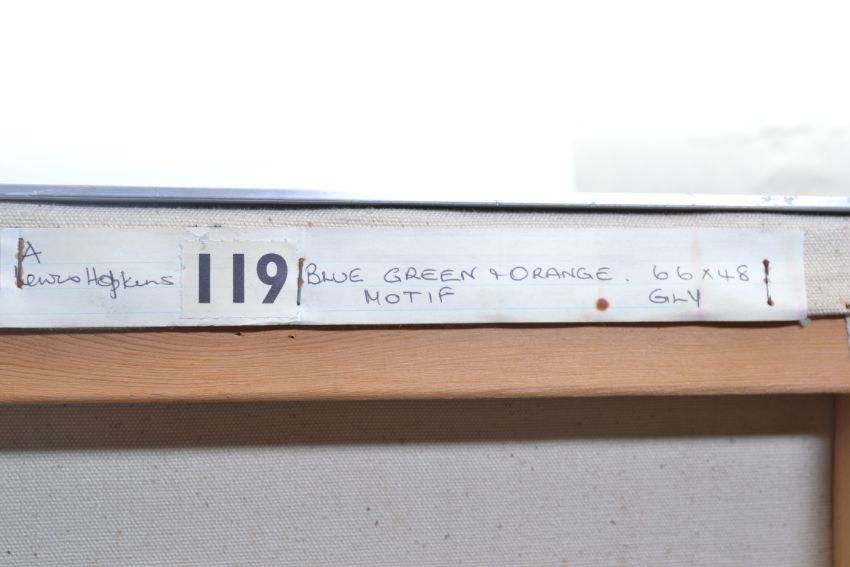 A
Lewis Hopkins 119 BLUE GREEN + ORANGE. 66 x 48
MOTIF GLY